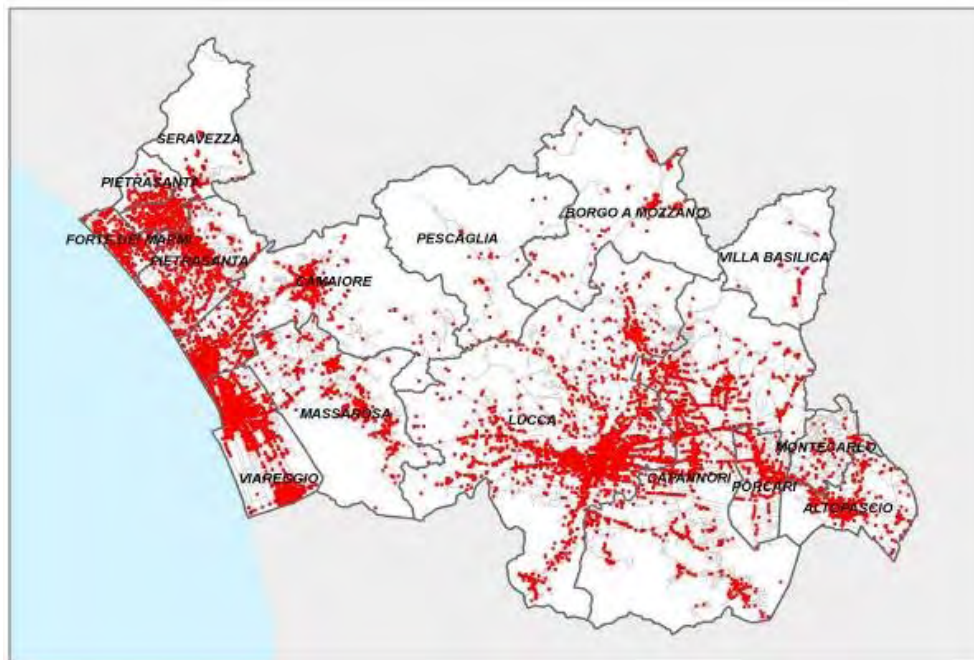 SERAVEZZA
PIETRASANTA
FORTE DEI MARMI
PIETRASANTA
CAMAIORE
PESCAGLIA
BORGO A MOZZANO
VILLA BASILICA
MASSAROSA
LUCCA
VIAREGGIO
CAPANNORI
PORCARI
MONTECARLO
ALTOPASCIO